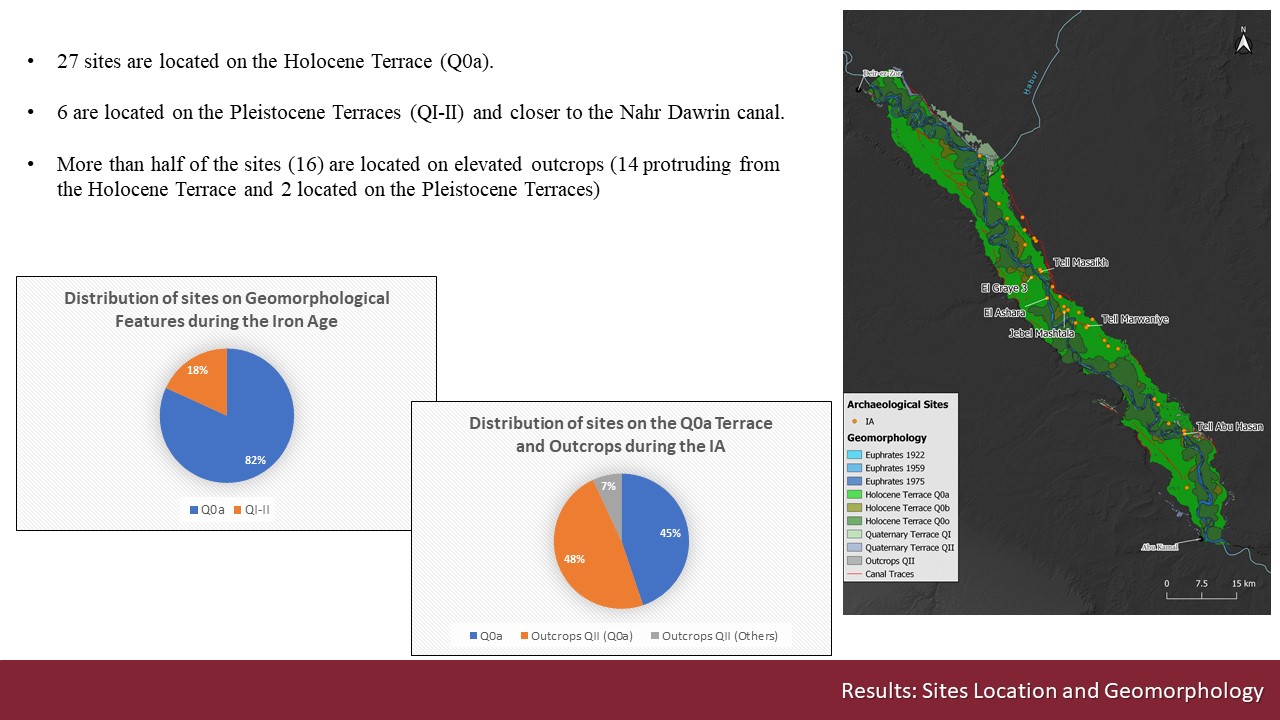 • 27 sites are located on the Holocene Terrace (Q0a).
• 6 are located on the Pleistocene Terraces (QI-II) and closer to the Nahr Dawrin canal.
• More than half of the sites (16) are located on elevated outcrops (14 protruding from
the Holocene Terrace and 2 located on the Pleistocene Terraces)
Distribution of sites on Geomorphological
Features during the Iron Age
18%
82%
Q0a QI-II
Distribution of sites on the Q0a Terrace
and Outcrops during the IA
7%
45%
48%
Q0a Outcrops QII (Q0a) Outcrops QII (Others)
N
Deir-ez-Zor
Habur
Tell Masaikh
El Graye 3
El Ashara
Tell Marwaniye
Jebel Mashtala
Tell Abu Hasan
Abu Kamal
Archaeological Sites
IA
Geomorphology
Euphrates 1922
Euphrates 1959
Euphrates 1975
Holocene Terrace Q0a
Holocene Terrace Q0b
Holocene Terrace Q0o
Quaternary Terrace QI
Quaternary Terrace QII
Outcrops QII
Canal Traces
0 7.5 15 km
Results: Sites Location and Geomorphology